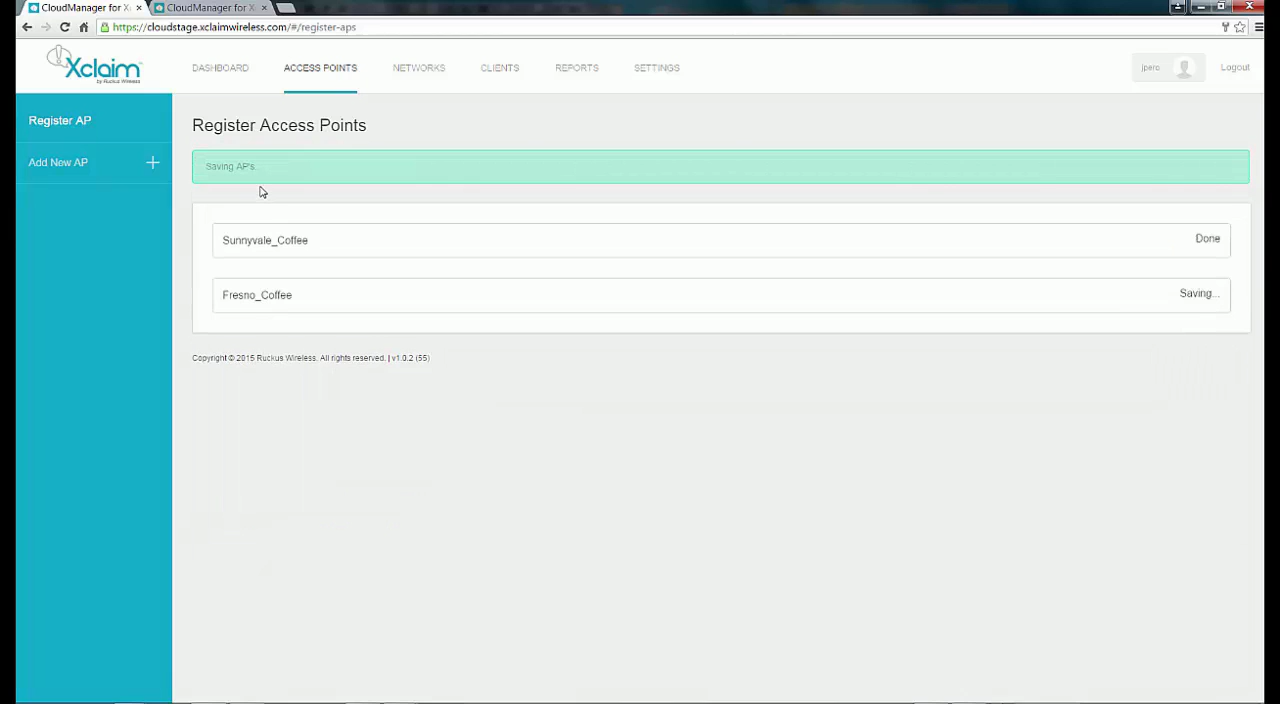 CloudManager for X
CloudManager for X
https://cloudstage.xclaimwireless.com/#/register-aps
Xclaim
by Ruckus Wireless
DASHBOARD
ACCESS POINTS
NETWORKS
CLIENTS
REPORTS
SETTINGS
jpero
Logout
Register AP
Add New AP
Register Access Points
Saving AP's.
Sunnyvale_Coffee
Done
Fresno_Coffee
Saving...
Copyright © 2015 Ruckus Wireless. All rights reserved. | v1.0.2 (55)